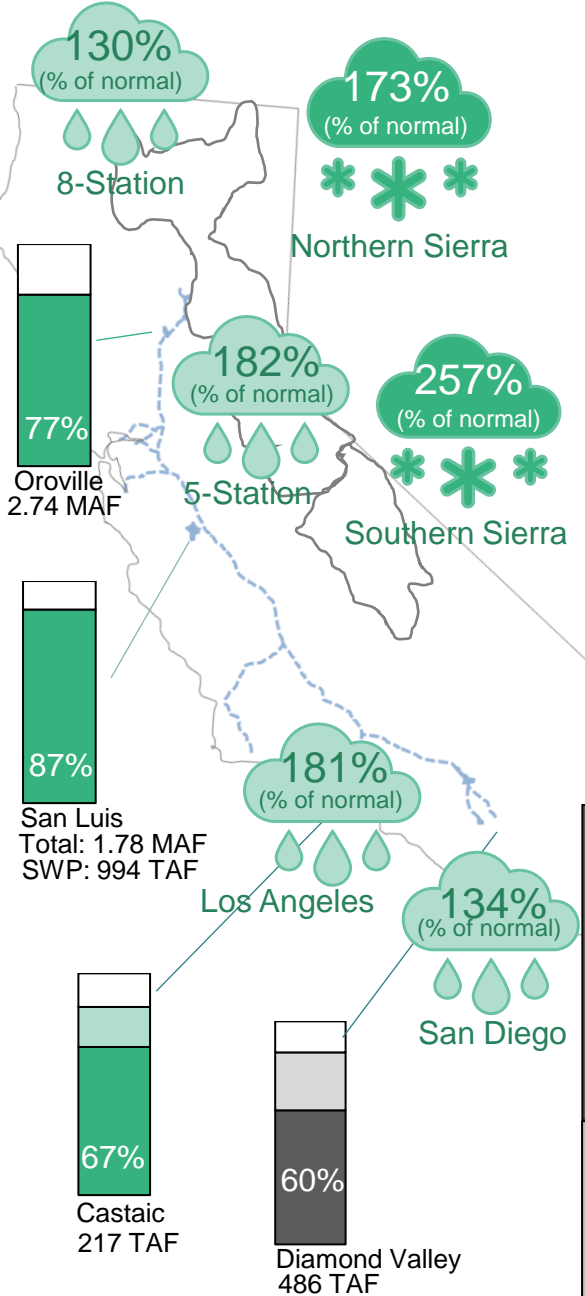 130%
(% of normal)
8-Station
173%
(% of normal)
Northern Sierra
77%
Oroville
2.74 MAF
182%
(% of normal)
5-Station
257%
(% of normal)
Southern Sierra
87%
San Luis
Total: 1.78 MAF
SWP: 994 TAF
181%
(% of normal)
Los Angeles
134%
(% of normal)
San Diego
67%
Castaic
217 TAF
60%
Diamond Valley
486 TAF